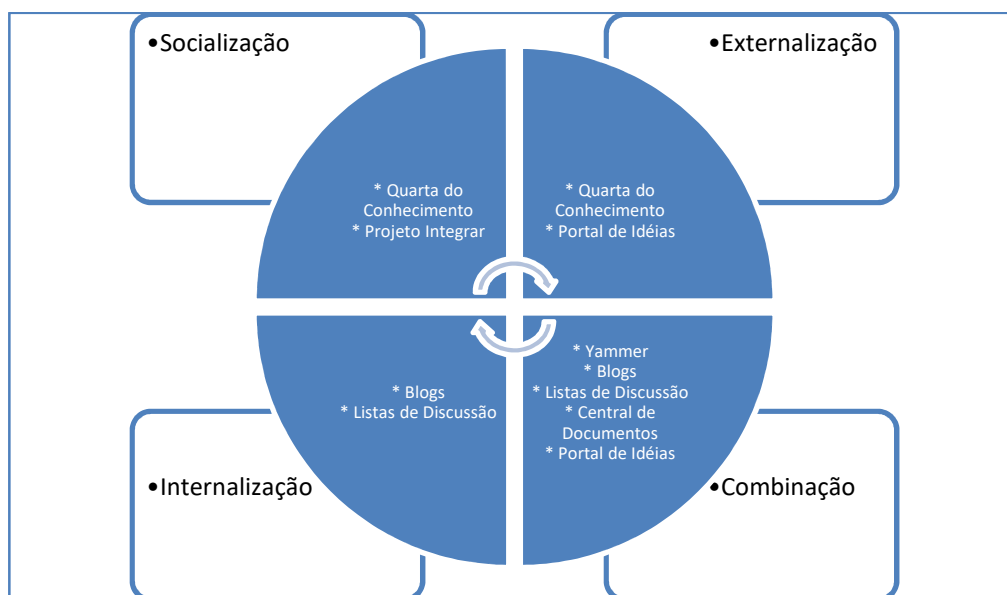 •Socialização
•Externalização
* Quarta do
Conhecimento
* Projeto Integrar
* Quarta do
Conhecimento
* Portal de Idéias
* Blogs
* Listas de Discussão
* Yammer
* Blogs
* Listas de Discussão
* Central de
Documentos
* Portal de Idéias
•Internalização
•Combinação